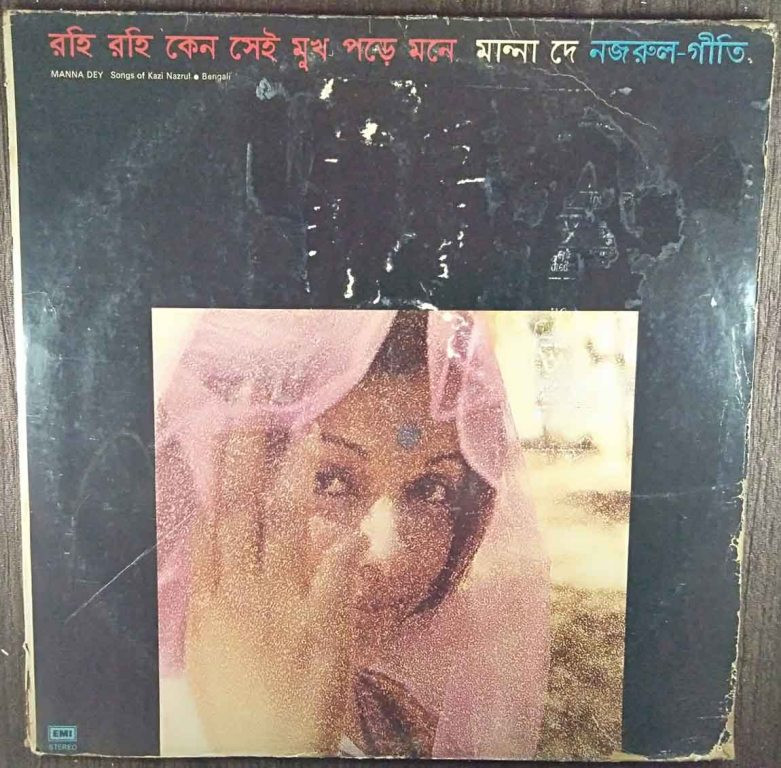 রহি রহি কেন সেই মুখ পড়ে মনে মান্না দে নজরুল-গীতি
MANNA DEY Songs of Kazi Nazrul ● Bengali
EMI
STEREO